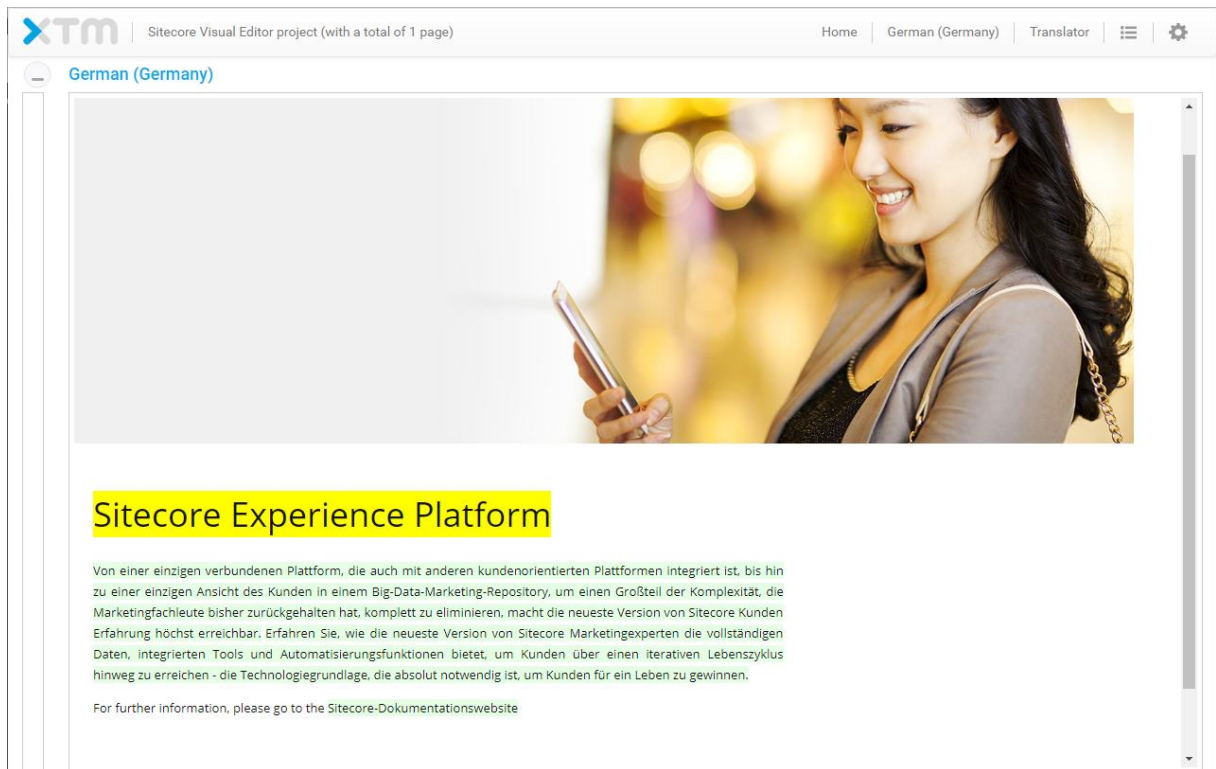 XTM
Sitecore Visual Editor project (with a total of 1 page)
Home
German (Germany)
Translator
German (Germany)
Sitecore Experience Platform
Von einer einzigen verbundenen Plattform, die auch mit anderen kundenorientierten Plattformen integriert ist, bis hin
zu einer einzigen Ansicht des Kunden in einem Big-Data-Marketing-Repository, um einen Großteil der Komplexität, die
Marketingfachleute bisher zurückgehalten hat, komplett zu eliminieren, macht die neueste Version von Sitecore Kunden
Erfahrung höchst erreichbar. Erfahren Sie, wie die neueste Version von Sitecore Marketingexperten die vollständigen
Daten, integrierten Tools und Automatisierungsfunktionen bietet, um Kunden über einen iterativen Lebenszyklus
hinweg zu erreichen - die Technologiegrundlage, die absolut notwendig ist, um Kunden für ein Leben zu gewinnen.
For further information, please go to the Sitecore-Dokumentationswebsite